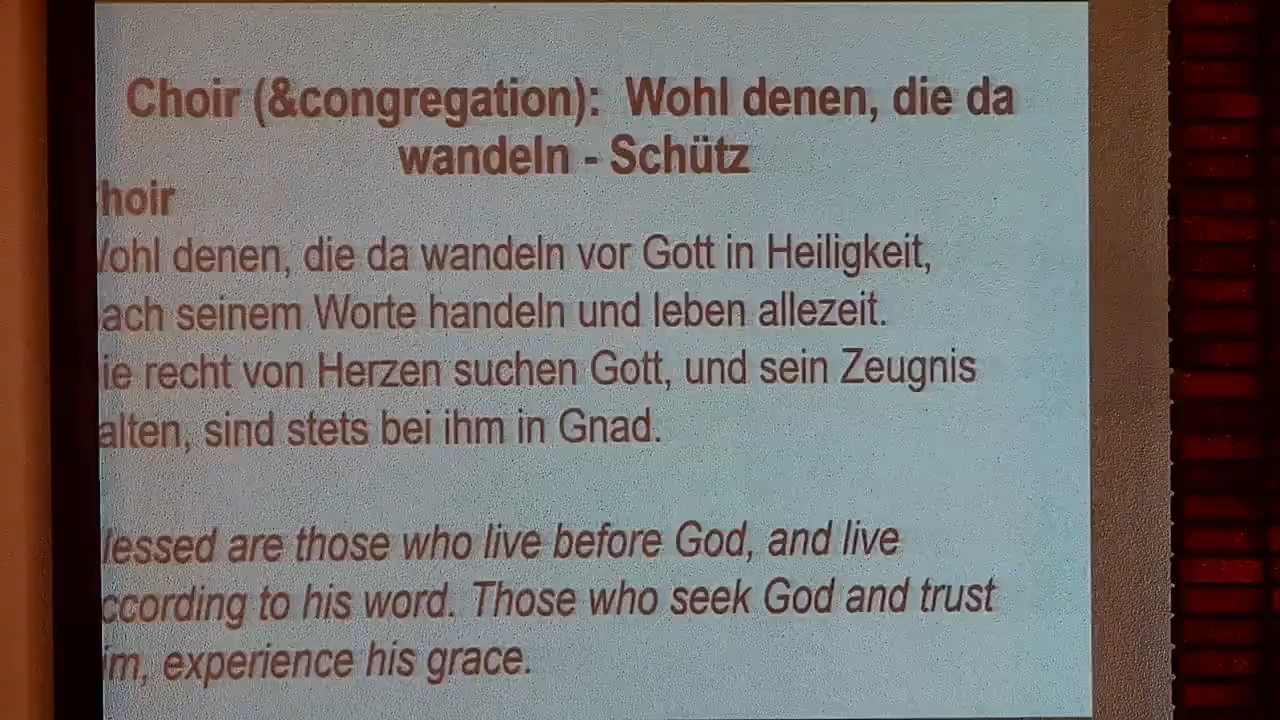 Choir (&congregation): Wohl denen, die da
wandeln - Schütz
hoir
ohl denen, die da wandeln vor Gott in Heiligkeit,
ach seinem Worte handeln und leben allezeit.
ie recht von Herzen suchen Gott, und sein Zeugnis
alten, sind stets bei ihm in Gnad.
lessed are those who live before God, and live
ccording to his word. Those who seek God and trust
im, experience his grace.